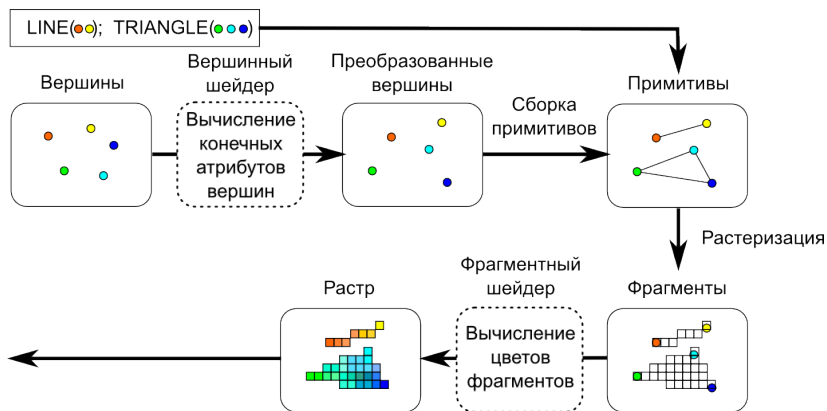 LINE( ); TRIANGLE( )
Вершины
Вершинный
шейдер
Вычисление
конечных
атрибутов
вершин
Преобразованные
вершины
Сборка
примитивов
Примитивы
Растеризация
Фрагменты
Фрагментный
шейдер
Вычисление
цветов
фрагментов
Растр